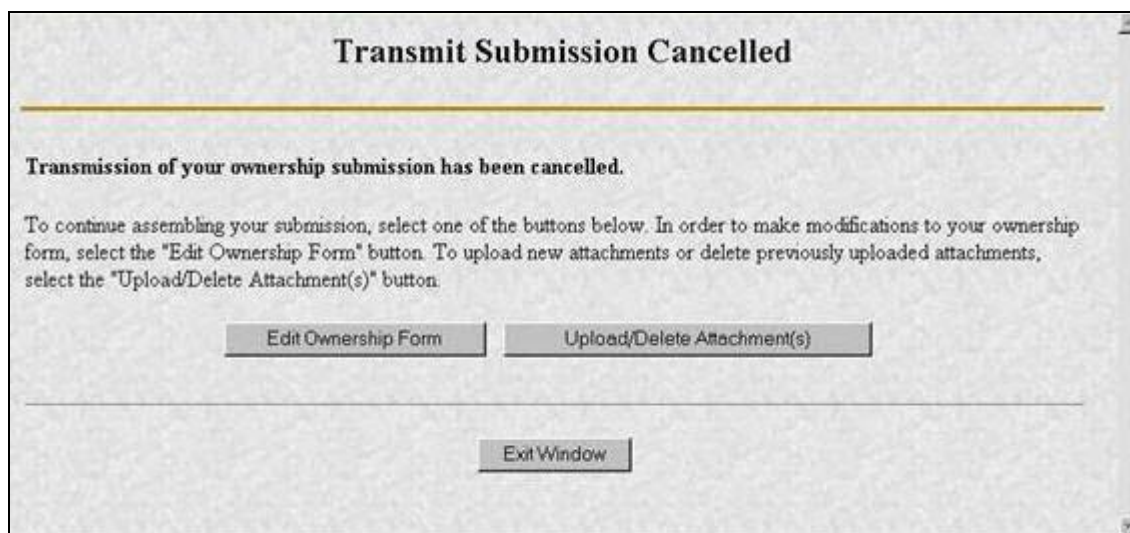 Transmit Submission Cancelled
Transmission of your ownership submission has been cancelled.
To continue assembling your submission, select one of the buttons below. In order to make modifications to your ownership
form, select the "Edit Ownership Form" button. To upload new attachments or delete previously uploaded attachments,
select the "Upload/Delete Attachment(s)" button.
Edit Ownership Form Upload/Delete Attachment(s)
Exit Window